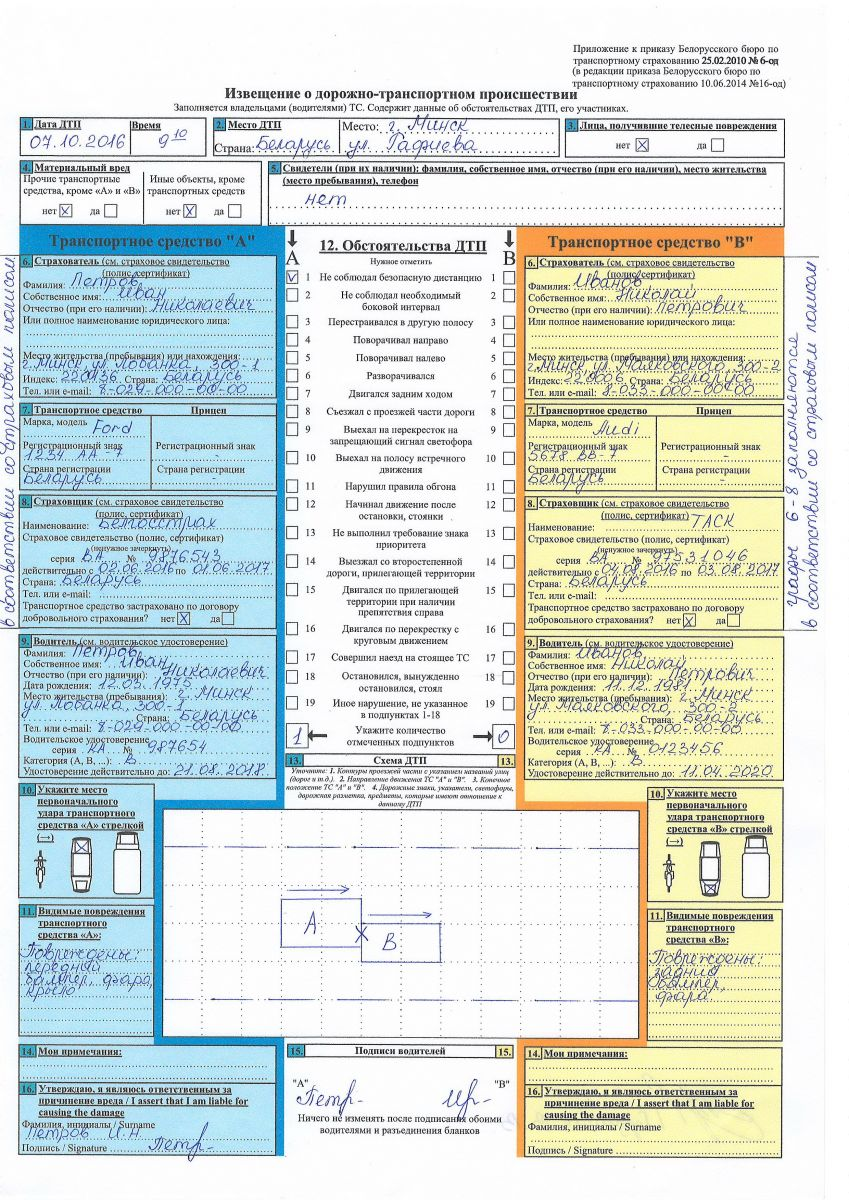 Приложение к приказу Белорусского бюро по
транспортному страхованию 25.02.2010 № 6-од
(в редакции приказа Белорусского бюро по
транспортному страхованию 10.06.2014 №16-од)
Извещение о дорожно-транспортном происшествии
Заполняется владельцами (водителями) ТС. Содержит данные об обстоятельствах ДТП, его участниках.
1. Дата ДТП Время
07.10.2016 9 10
2. Место ДТП Место: г. Минск
Страна: Беларусь ул. Гафиева
3. Лица, получившие телесные повреждения
нет X да
4. Материальный вред
Прочие транспортные средства, кроме «А» и «В»
нет X да
Иные объекты, кроме транспортных средств
нет X да
5. Свидетели (при их наличии): фамилия, собственное имя, отчество (при его наличии), место жительства
(место пребывания), телефон
нет
Транспортное средство "А"
6. Страхователь (см. страховое свидетельство
(полис, сертификат)
Фамилия: Петров
Собственное имя: Иван
Отчество (при его наличии): Николаевич
Или полное наименование юридического лица:
Место жительства (пребывания) или нахождения:
г. Минск ул. Лобанка, 300-1
Индекс: 220136 Страна: Беларусь
Тел. или e-mail: 8-029-000-00-00
7. Транспортное средство Прицеп
Марка, модель Ford
Регистрационный знак Регистрационный знак
1234 АА-7 -
Страна регистрации Страна регистрации
Беларусь -
8. Страховщик (см. страховое свидетельство
(полис, сертификат)
Наименование: Белгосстрах
Страховое свидетельство (полис, сертификат)
(ненужное зачеркнуть)
серия ВА № 9876543
действительно с 02.06.2016 по 01.06.2017
Страна: Беларусь
Тел. или e-mail:
Транспортное средство застраховано по договору
добровольного страхования? нет X да
9. Водитель (см. водительское удостоверение)
Фамилия: Петров
Собственное имя: Иван
Отчество (при его наличии): Николаевич
Дата рождения: 12.03.1973
Место жительства (пребывания): г. Минск
ул. Лобанка, 300-1
Страна: Беларусь
Тел. или e-mail: 8-029-000-00-00
Водительское удостоверение
серия КА № 987654
Категория (А, В, ...): В
Удостоверение действительно до: 21.08.2018
в соответствии со страховым полисом
12. Обстоятельства ДТП
А В
Нужное отметить
V 1 Не соблюдал безопасную дистанцию 1
2 Не соблюдал необходимый боковой интервал 2
3 Перестраивался в другую полосу 3
4 Поворачивал направо 4
5 Поворачивал налево 5
6 Разворачивался 6
7 Двигался задним ходом 7
8 Съезжал с проезжей части дороги 8
9 Выехал на перекресток на запрещающий сигнал светофора 9
10 Выехал на полосу встречного движения 10
11 Нарушил правила обгона 11
12 Начинал движение после остановки, стоянки 12
13 Не выполнил требование знака приоритета 13
14 Выезжал со второстепенной дороги, прилегающей территории 14
15 Двигался по прилегающей территории при наличии препятствия справа 15
16 Двигался по перекрестку с круговым движением 16
17 Совершил наезд на стоящее ТС 17
18 Остановился, вынужденно остановился, стоял 18
19 Иное нарушение, не указанное в подпунктах 1-18 19
1 Укажите количество отмеченных подпунктов 0
Транспортное средство "В"
6. Страхователь (см. страховое свидетельство
(полис, сертификат)
Фамилия: Иванов
Собственное имя: Николай
Отчество (при его наличии): Петрович
Или полное наименование юридического лица:
Место жительства (пребывания) или нахождения:
г. Минск ул. Маяковского, 300-2
Индекс: 220006 Страна: Беларусь
Тел. или e-mail: 8-033-000-00-00
7. Транспортное средство Прицеп
Марка, модель Audi
Регистрационный знак Регистрационный знак
5678 ВВ-7 -
Страна регистрации Страна регистрации
Беларусь -
8. Страховщик (см. страховое свидетельство
(полис, сертификат)
Наименование: ТАСК
Страховое свидетельство (полис, сертификат)
(ненужное зачеркнуть)
серия ВА № 97531046
действительно с 04.08.2016 по 03.08.2017
Страна: Беларусь
Тел. или e-mail:
Транспортное средство застраховано по договору
добровольного страхования? нет X да
9. Водитель (см. водительское удостоверение)
Фамилия: Иванов
Собственное имя: Николай
Отчество (при его наличии): Петрович
Дата рождения: 11.12.1981
Место жительства (пребывания): г. Минск
ул. Маяковского, 300-2
Страна: Беларусь
Тел. или e-mail: 8-033-000-00-00
Водительское удостоверение
серия КА № 0123456
Категория (А, В, ...): В
Удостоверение действительно до: 11.04.2020
графы 6-8 заполняются
в соответствии со страховым полисом
13. Схема ДТП 13.
Уточните: 1. Контуры проезжей части с указанием названий улиц
(дорог и т.д.). 2. Направление движения ТС "А" и "В". 3. Конечное
положение ТС "А" и "В". 4. Дорожные знаки, указатели, светофоры,
дорожная разметка, предметы, которые имеют отношение к
данному ДТП
А
В
10. Укажите место
первоначального
удара транспортного
средства «А» стрелкой
(→)
11. Видимые повреждения
транспортного
средства «А»:
Повреждены:
передний
бампер, фара,
крыло
10. Укажите место
первоначального
удара транспортного
средства «В» стрелкой
(→)
11. Видимые повреждения
транспортного
средства «В»:
Повреждены:
задний
бампер,
фара
14. Мои примечания:
16. Утверждаю, я являюсь ответственным за
причинение вреда / I assert that I am liable for
causing the damage
Фамилия, инициалы / Surname
Петров И.Н.
Подпись / Signature Петр-
15. Подписи водителей 15.
"А" "В"
Петр- Ир-
Ничего не изменять после подписания обоими
водителями и разъединения бланков
14. Мои примечания:
16. Утверждаю, я являюсь ответственным за
причинение вреда / I assert that I am liable for
causing the damage
Фамилия, инициалы / Surname
Подпись / Signature